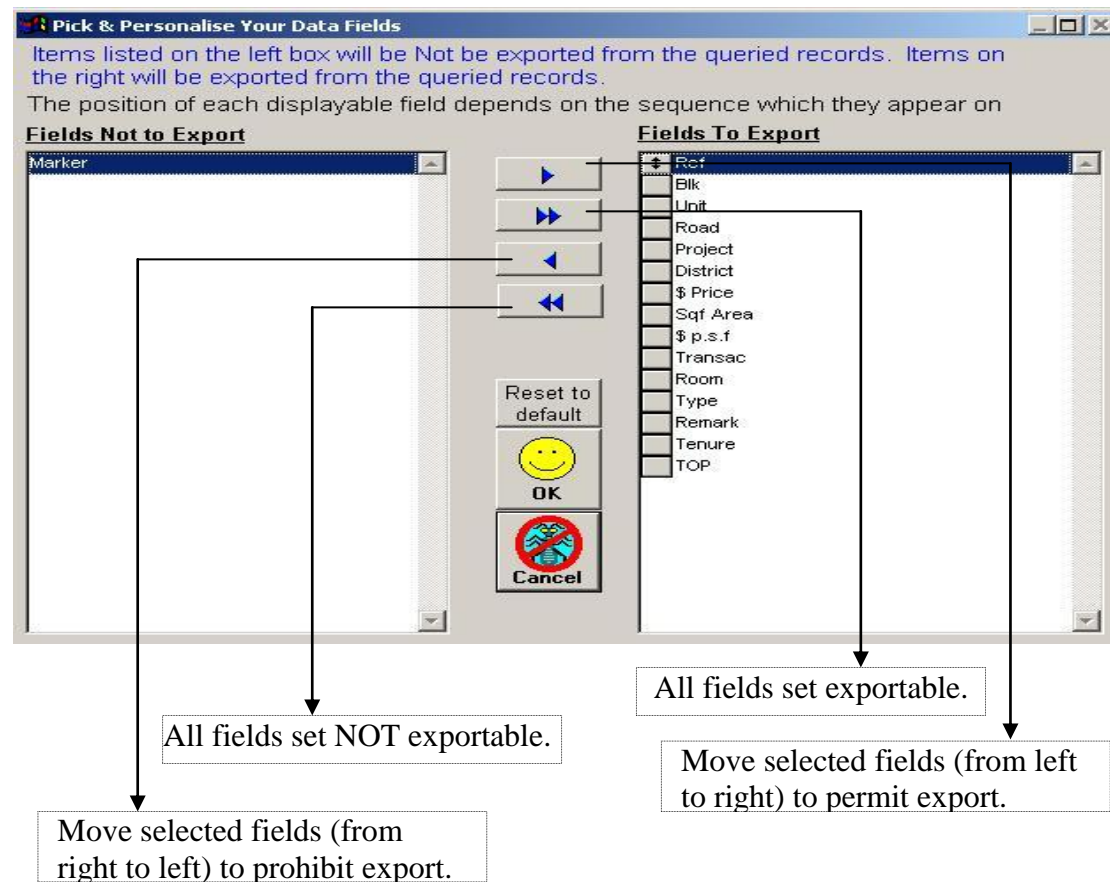 Pick & Personalise Your Data Fields
Items listed on the left box will be Not be exported from the queried records. Items on
the right will be exported from the queried records.
The position of each displayable field depends on the sequence which they appear on
Fields Not to Export
Fields To Export
Marker
Ref
Blk
Unit
Road
Project
District
$ Price
Sqf Area
$ p.s.f
Transac
Room
Type
Remark
Tenure
TOP
Reset to
default
OK
Cancel
All fields set exportable.
All fields set NOT exportable.
Move selected fields (from left
to right) to permit export.
Move selected fields (from
right to left) to prohibit export.